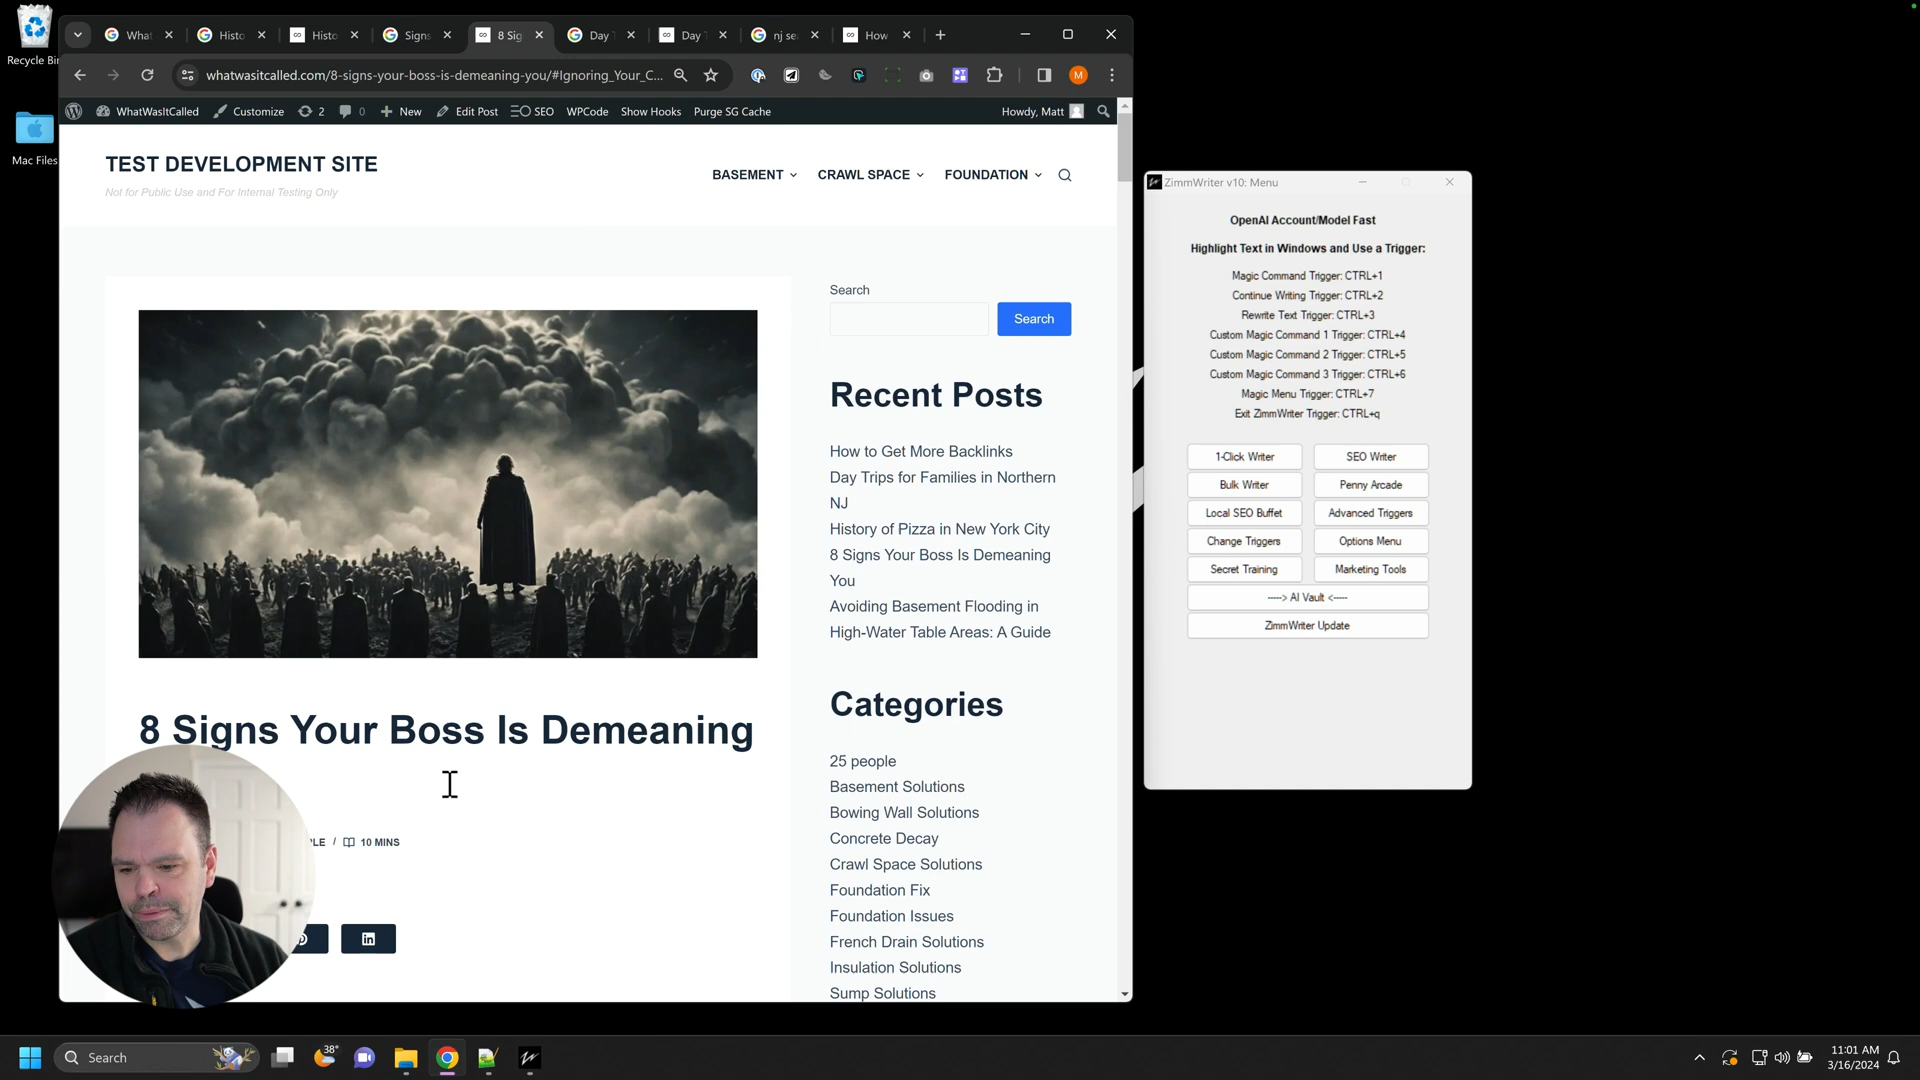 Recycle Bin
Mac Files
What
Histo
Histo
Signs
8 Sig
Day
Day
nj se
How
whatwasitcalled.com/8-signs-your-boss-is-demeaning-you/#Ignoring_Your_C...
M
WhatWasItCalled
Customize
2
0
New
Edit Post
SEO
WPCode
Show Hooks
Purge SG Cache
Howdy, Matt
TEST DEVELOPMENT SITE
Not for Public Use and For Internal Testing Only
BASEMENT
CRAWL SPACE
FOUNDATION
8 Signs Your Boss Is Demeaning
/ 10 MINS
Search
Search
Recent Posts
How to Get More Backlinks
Day Trips for Families in Northern
NJ
History of Pizza in New York City
8 Signs Your Boss Is Demeaning
You
Avoiding Basement Flooding in
High-Water Table Areas: A Guide
Categories
25 people
Basement Solutions
Bowing Wall Solutions
Concrete Decay
Crawl Space Solutions
Foundation Fix
Foundation Issues
French Drain Solutions
Insulation Solutions
Sump Solutions
ZimmWriter v10: Menu
OpenAI Account/Model Fast
Highlight Text in Windows and Use a Trigger:
Magic Command Trigger: CTRL+1
Continue Writing Trigger: CTRL+2
Rewrite Text Trigger: CTRL+3
Custom Magic Command 1 Trigger: CTRL+4
Custom Magic Command 2 Trigger: CTRL+5
Custom Magic Command 3 Trigger: CTRL+6
Magic Menu Trigger: CTRL+7
Exit ZimmWriter Trigger: CTRL+q
1-Click Writer
SEO Writer
Bulk Writer
Penny Arcade
Local SEO Buffet
Advanced Triggers
Change Triggers
Options Menu
Secret Training
Marketing Tools
----> AI Vault <-----
ZimmWriter Update
Search
38°
11:01 AM
3/16/2024